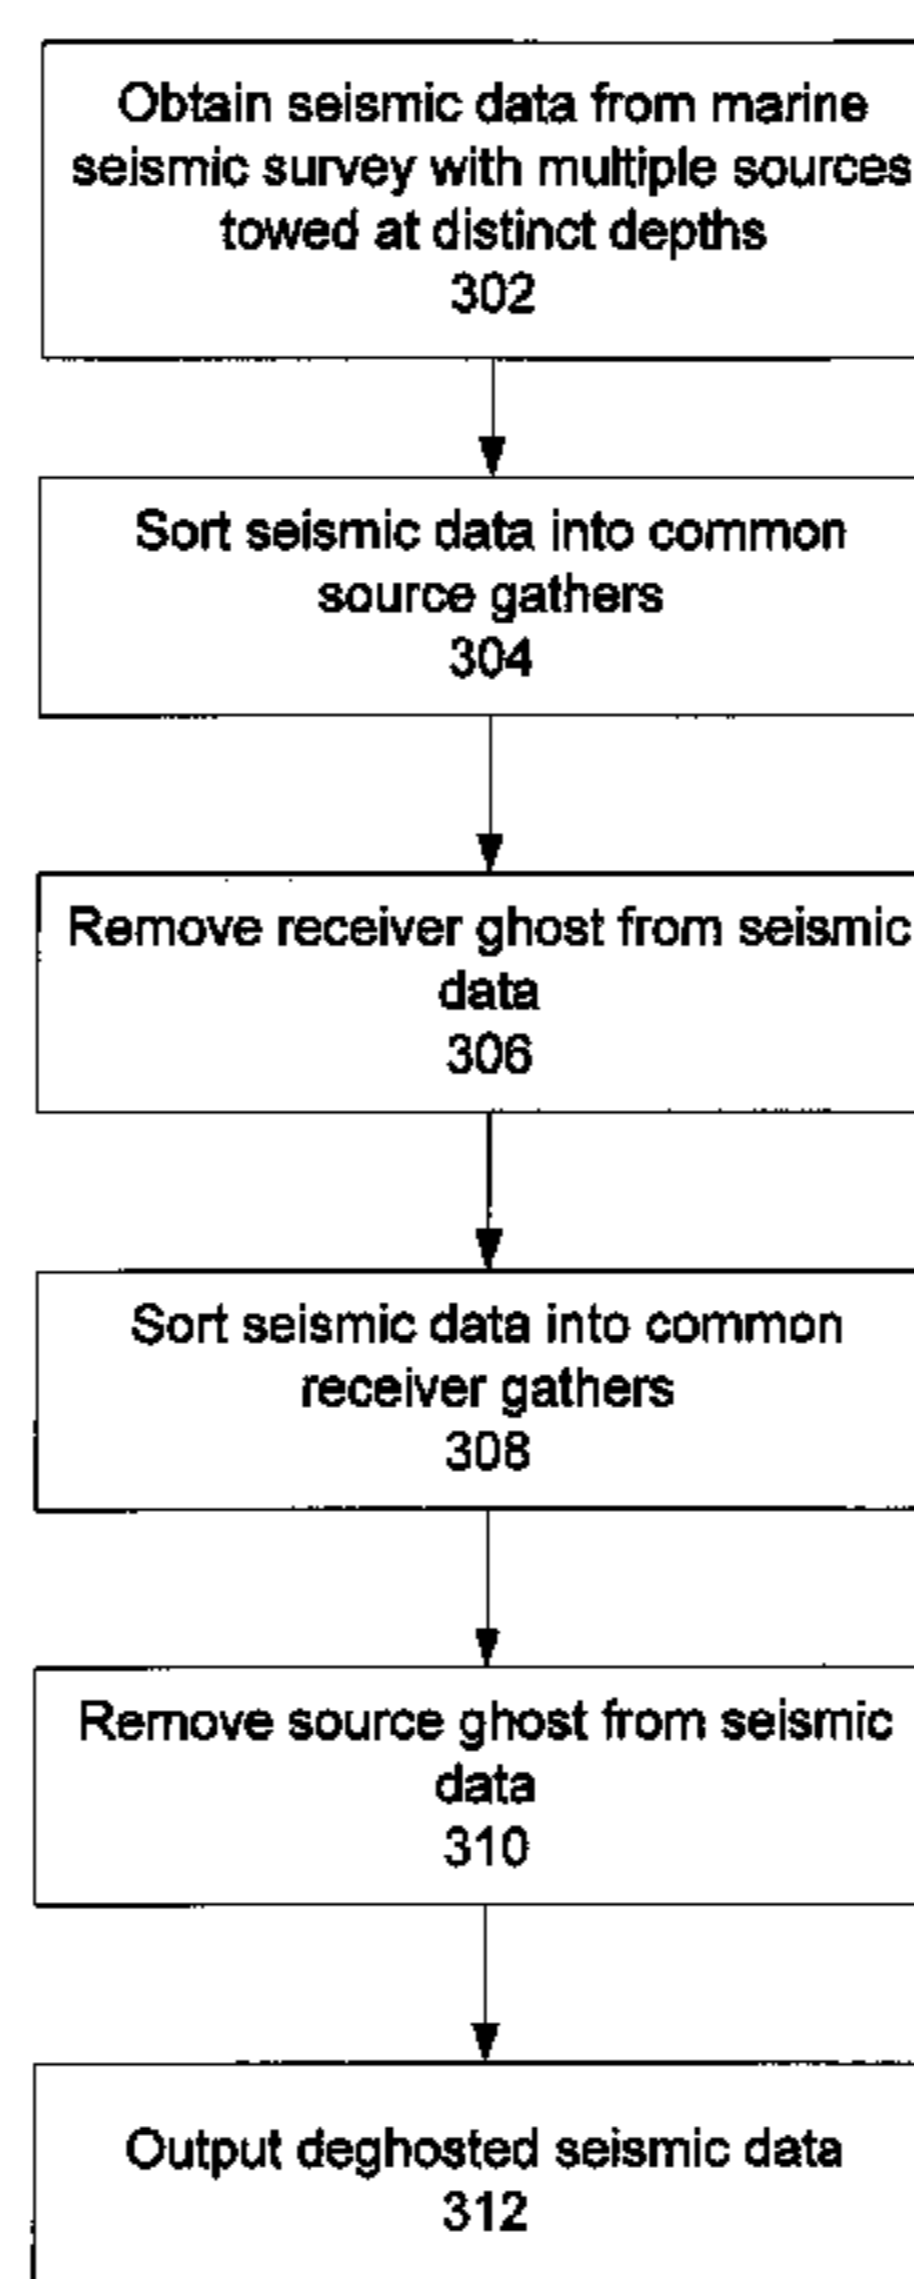 Obtain seismic data from marine
seismic survey with multiple sources
towed at distinct depths
302
Sort seismic data into common
source gathers
304
Remove receiver ghost from seismic
data
306
Sort seismic data into common
receiver gathers
308
Remove source ghost from seismic
data
310
Output deghosted seismic data
312